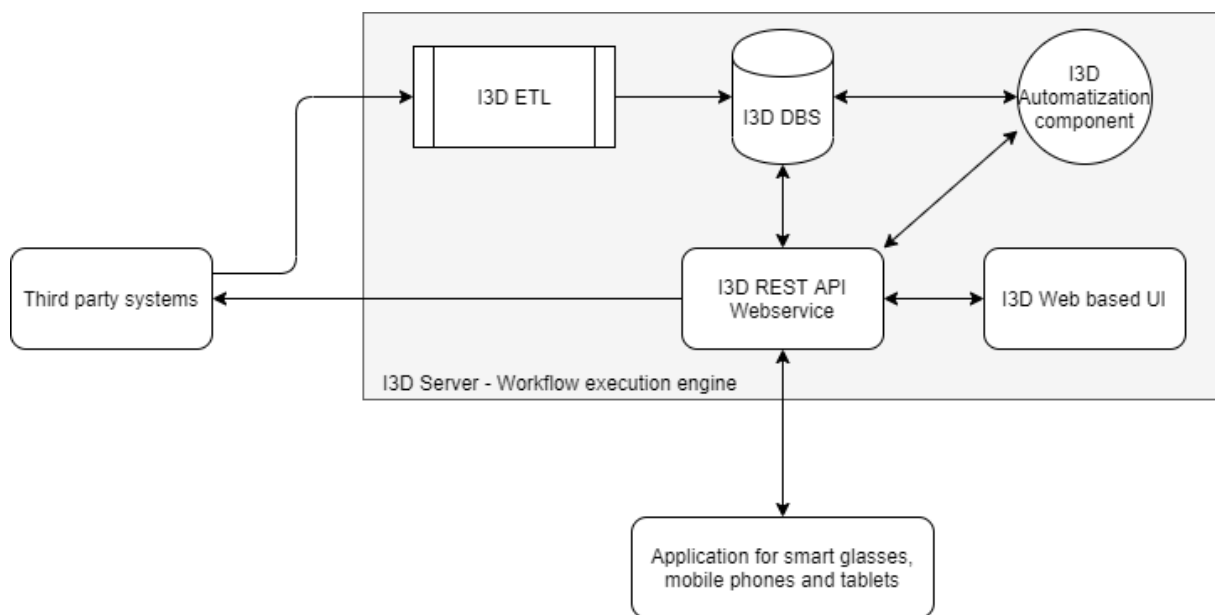 I3D ETL
I3D DBS
I3D
Automatization
component
Third party systems
I3D REST API
Webservice
I3D Web based UI
I3D Server - Workflow execution engine
Application for smart glasses,
mobile phones and tablets